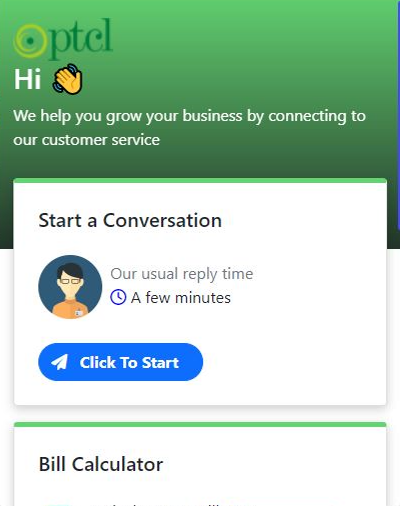 ptcl
Hi 👋
We help you grow your business by connecting to
our customer service
Start a Conversation
Our usual reply time
A few minutes
Click To Start
Bill Calculator